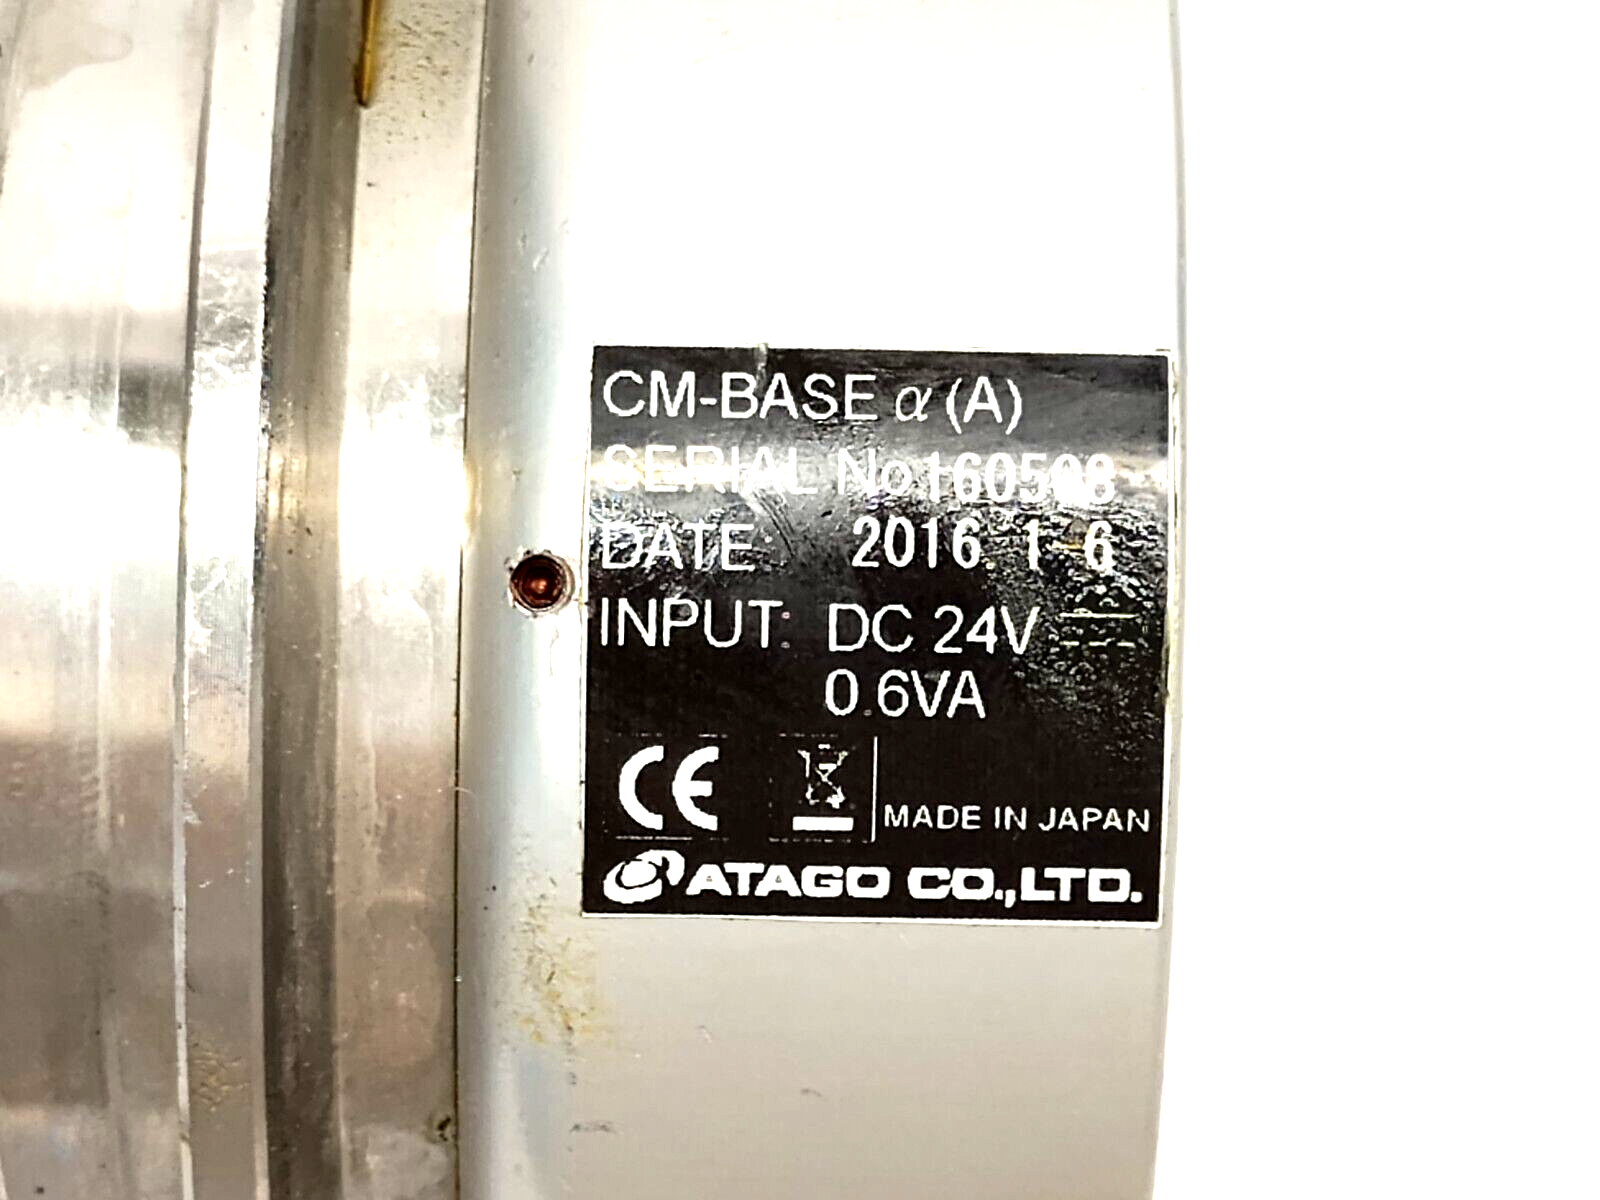 CM-BASE α (A)
SERIAL No 160508
DATE: 2016. 1. 6
INPUT: DC 24V
0.6VA
CE
MADE IN JAPAN
ATAGO CO.,LTD.